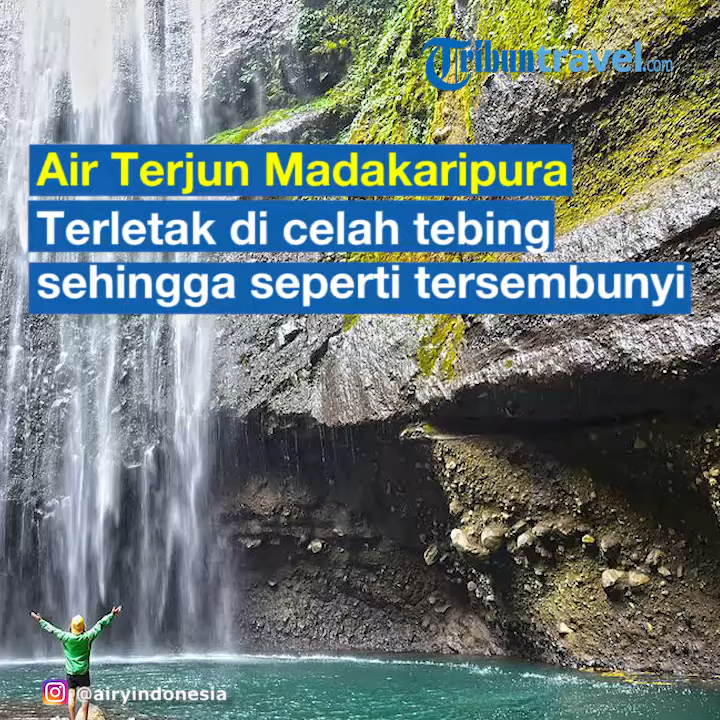 Tribuntravel.com
Air Terjun Madakaripura
Terletak di celah tebing
sehingga seperti tersembunyi
@airyindonesia